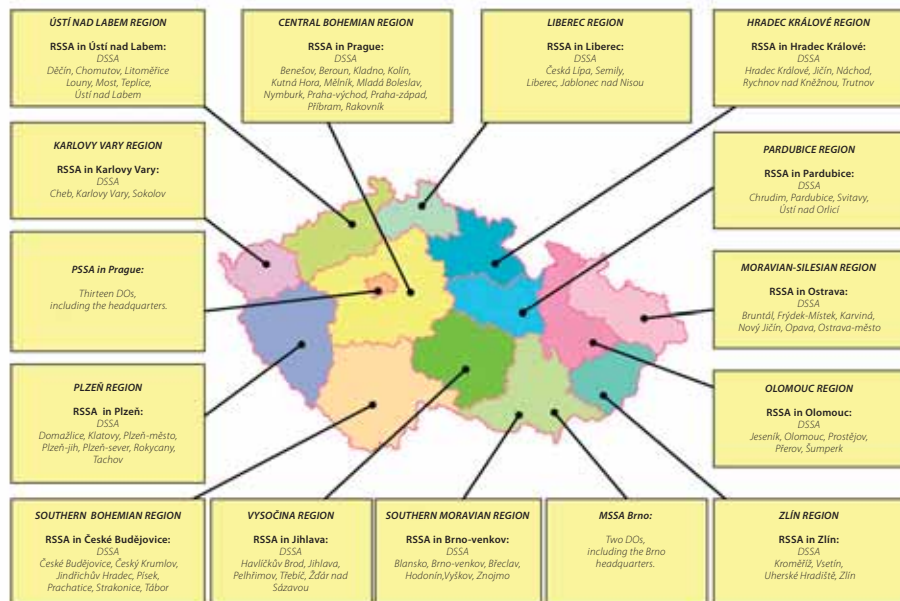 ÚSTÍ NAD LABEM REGION
RSSA in Ústí nad Labem:
DSSA
Děčín, Chomutov, Litoměřice
Louny, Most, Teplice,
Ústí nad Labem
CENTRAL BOHEMIAN REGION
RSSA in Prague:
DSSA
Benešov, Beroun, Kladno, Kolín,
Kutná Hora, Mělník, Mladá Boleslav,
Nymburk, Praha-východ, Praha-západ,
Příbram, Rakovník
LIBEREC REGION
RSSA in Liberec:
DSSA
Česká Lípa, Semily,
Liberec, Jablonec nad Nisou
HRADEC KRÁLOVÉ REGION
RSSA in Hradec Králové:
DSSA
Hradec Králové, Jičín, Náchod,
Rychnov nad Kněžnou, Trutnov
KARLOVY VARY REGION
RSSA in Karlovy Vary:
DSSA
Cheb, Karlovy Vary, Sokolov
PARDUBICE REGION
RSSA in Pardubice:
DSSA
Chrudim, Pardubice, Svitavy,
Ústí nad Orlicí
PSSA in Prague:
Thirteen DOs,
including the headquarters.
MORAVIAN-SILESIAN REGION
RSSA in Ostrava:
DSSA
Bruntál, Frýdek-Místek, Karviná,
Nový Jičín, Opava, Ostrava-město
PLZEŇ REGION
RSSA in Plzeň:
DSSA
Domažlice, Klatovy, Plzeň-město,
Plzeň-jih, Plzeň-sever, Rokycany,
Tachov
OLOMOUC REGION
RSSA in Olomouc:
DSSA
Jeseník, Olomouc, Prostějov,
Přerov, Šumperk
SOUTHERN BOHEMIAN REGION
RSSA in České Budějovice:
DSSA
České Budějovice, Český Krumlov,
Jindřichův Hradec, Písek,
Prachatice, Strakonice, Tábor
VYSOČINA REGION
RSSA in Jihlava:
DSSA
Havlíčkův Brod, Jihlava,
Pelhřimov, Třebíč, Žďár nad
Sázavou
SOUTHERN MORAVIAN REGION
RSSA in Brno-venkov:
DSSA
Blansko, Brno-venkov, Břeclav,
Hodonín,Vyškov, Znojmo
MSSA Brno:
Two DOs,
including the Brno
headquarters.
ZLÍN REGION
RSSA in Zlín:
DSSA
Kroměříž, Vsetín,
Uherské Hradiště, Zlín